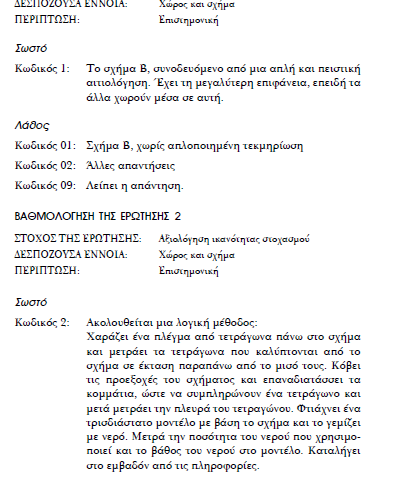 ΔΕΣΠΟΖΟΥΣΑ ΕΝΝΟΙΑ: Χώρος και σχήμα
ΠΕΡΙΠΤΩΣΗ: Επιστημονική
Σωστό
Κωδικός 1: Το σχήμα Β, συνοδευόμενο από μια απλή και πειστική
αιτιολόγηση. Έχει τη μεγαλύτερη επιφάνεια, επειδή τα
άλλα χωρούν μέσα σε αυτή.
Λάθος
Κωδικός 01: Σχήμα Β, χωρίς απλοποιημένη τεκμηρίωση
Κωδικός 02: Άλλες απαντήσεις
Κωδικός 09: Λείπει η απάντηση.
ΒΑΘΜΟΛΟΓΗΣΗ ΤΗΣ ΕΡΩΤΗΣΗΣ 2
ΣΤΟΧΟΣ ΤΗΣ ΕΡΩΤΗΣΗΣ: Αξιολόγηση ικανότητας στοχασμού
ΔΕΣΠΟΖΟΥΣΑ ΕΝΝΟΙΑ: Χώρος και σχήμα
ΠΕΡΙΠΤΩΣΗ: Επιστημονική
Σωστό
Κωδικός 2: Ακολουθείται μια λογική μέθοδος:
Χαράζει ένα πλέγμα από τετράγωνα πάνω στο σχήμα
και μετράει τα τετράγωνα που καλύπτονται από το
σχήμα σε έκταση παραπάνω από το μισό τους. Κόβει
τις προεξοχές του σχήματος και επαναδιατάσσει τα
κομμάτια, ώστε να συμπληρώνουν ένα τετράγωνο και
μετά μετράει την πλευρά του τετραγώνου. Φτιάχνει ένα
τρισδιάστατο μοντέλο με βάση το σχήμα και το γεμίζει
με νερό. Μετρά την ποσότητα του νερού που χρησιμο-
ποιεί και το βάθος του νερού στο μοντέλο. Καταλήγει
στο εμβαδόν από τις πληροφορίες.